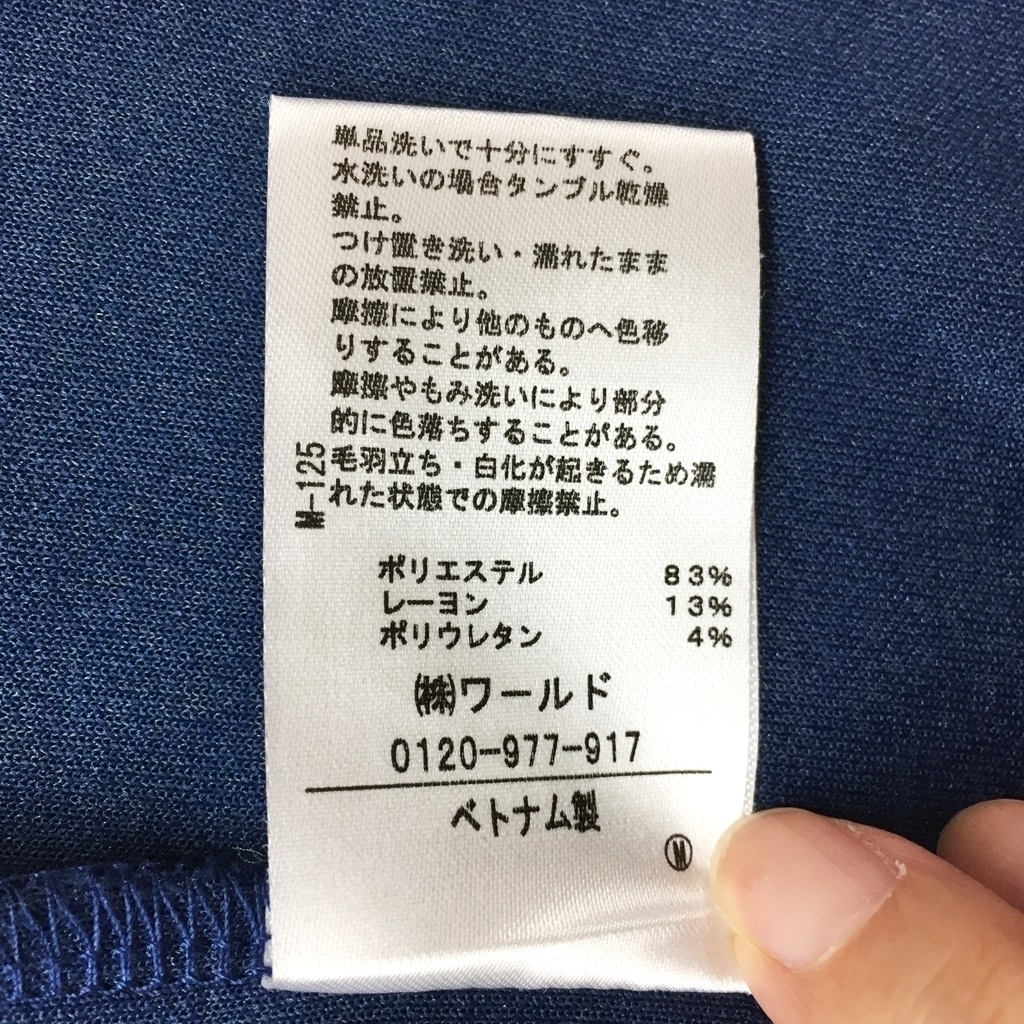 単品洗いで十分にすすぐ。
水洗いの場合タンブル乾燥
禁止。
つけ置き洗い・濡れたまま
の放置禁止。
摩擦により他のものへ色移
りすることがある。
摩擦やもみ洗いにより部分
的に色落ちすることがある。
毛羽立ち・白化が起きるため濡
れた状態での摩擦禁止。
M-125
ポリエステル 83%
レーヨン 13%
ポリウレタン 4%
㈱ワールド
0120-977-917
ベトナム製
Ⓜ